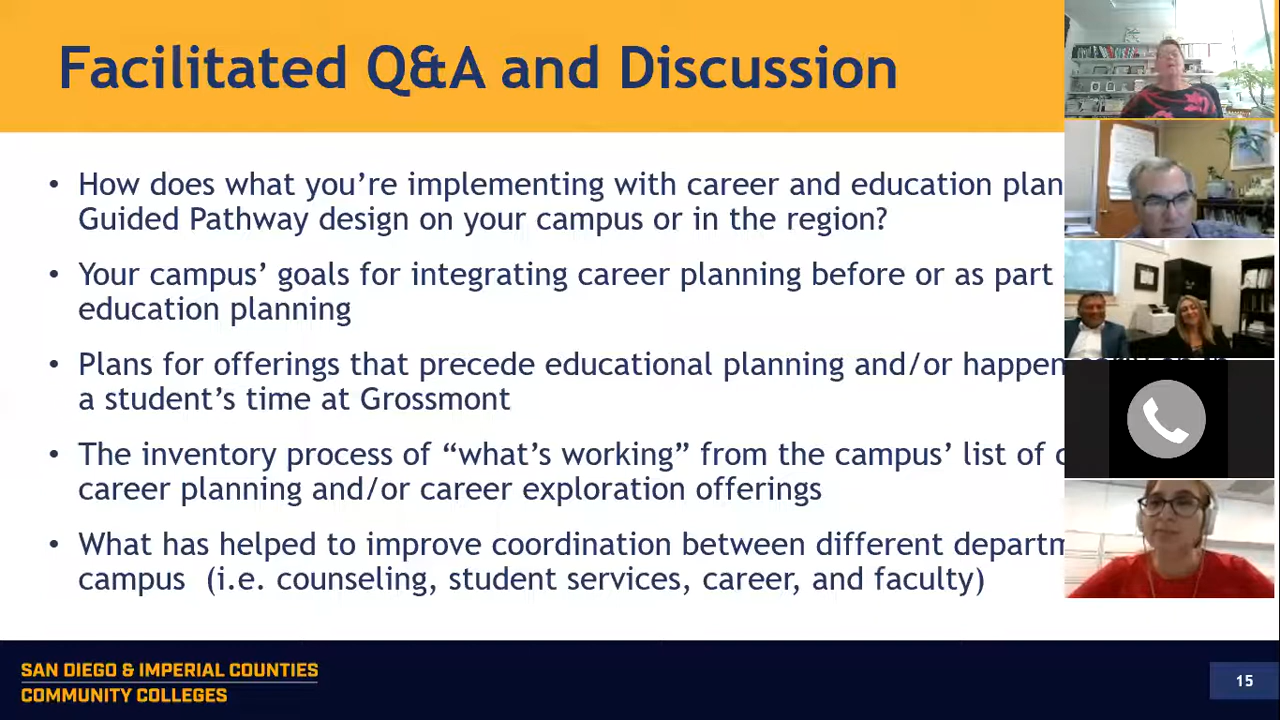 Facilitated Q&A and Discussion
• How does what you're implementing with career and education plan
Guided Pathway design on your campus or in the region?
• Your campus' goals for integrating career planning before or as part
education planning
• Plans for offerings that precede educational planning and/or happen
a student's time at Grossmont
• The inventory process of “what's working” from the campus' list of
career planning and/or career exploration offerings
• What has helped to improve coordination between different departm
campus (i.e. counseling, student services, career, and faculty)
SAN DIEGO & IMPERIAL COUNTIES
COMMUNITY COLLEGES
15